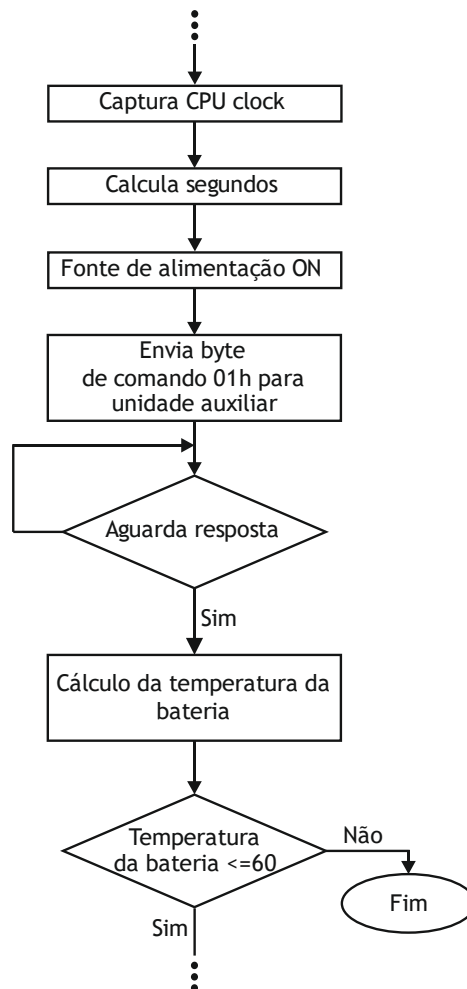 Captura CPU clock
Calcula segundos
Fonte de alimentação ON
Envia byte
de comando 01h para
unidade auxiliar
Aguarda resposta
Sim
Cálculo da temperatura da
bateria
Temperatura
da bateria <=60
Não
Fim
Sim